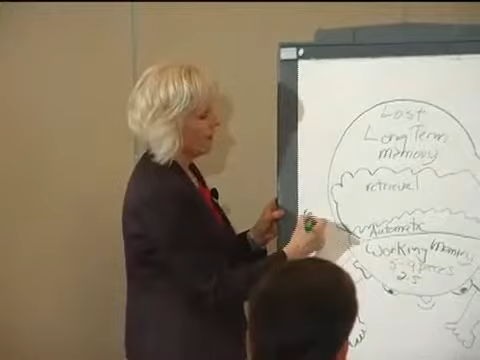 Lost
Long Term
memory
retrieval
Automatic
Working Memory
5-9 pieces
2.5